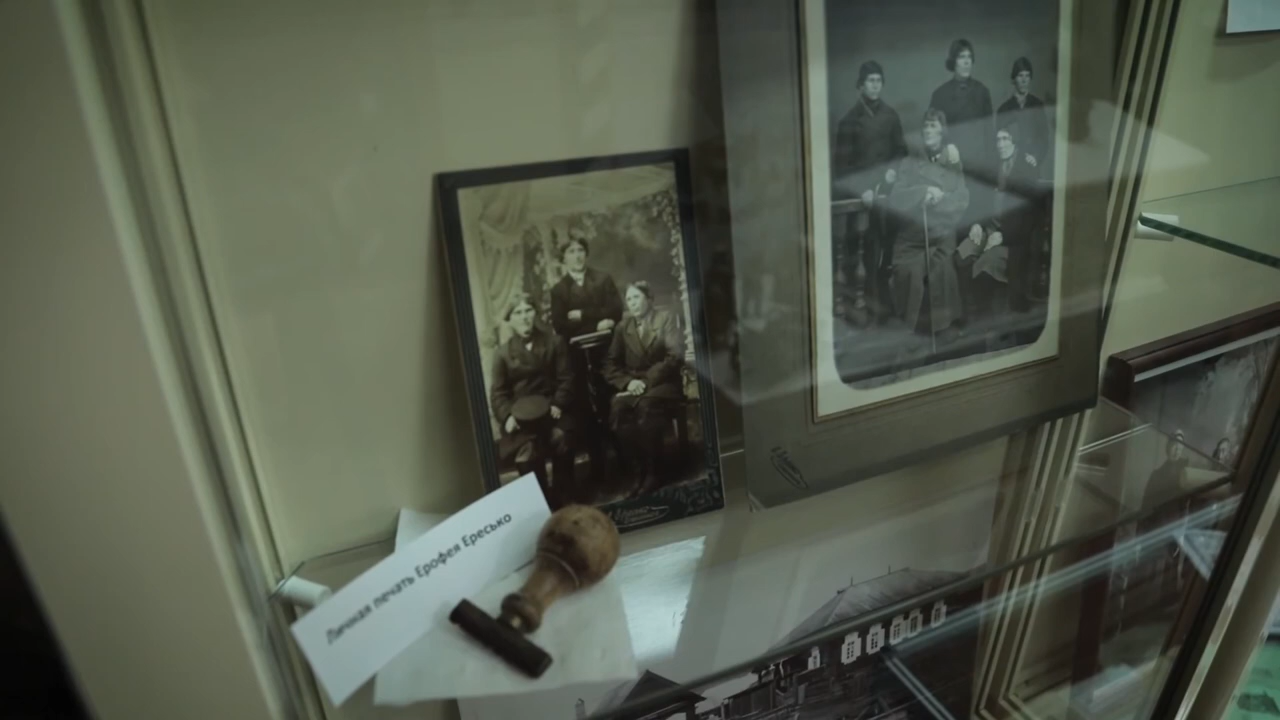 Личная печать Ерофея Ересько